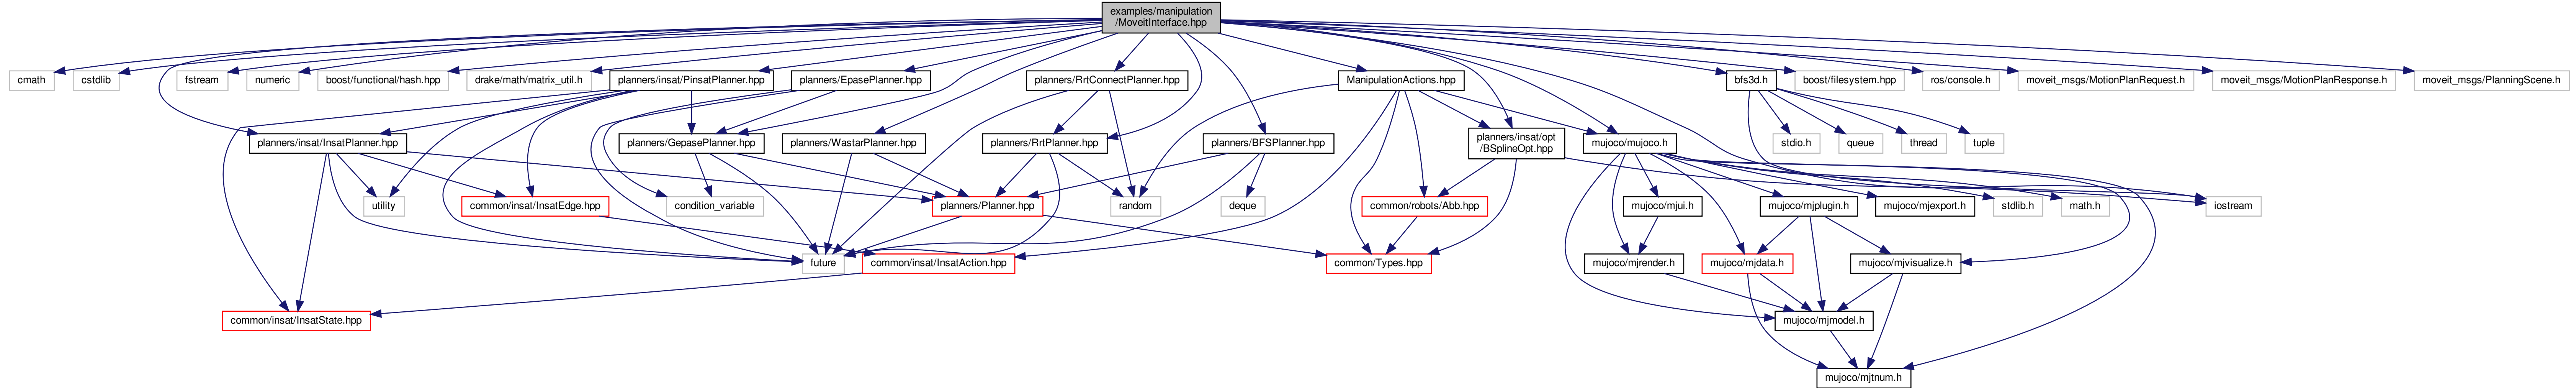 examples/manipulation
/MoveitInterface.hpp
cmath
cstdlib
fstream
numeric
boost/functional/hash.hpp
drake/math/matrix_util.h
planners/insat/PinsatPlanner.hpp
planners/EpasePlanner.hpp
planners/RrtConnectPlanner.hpp
ManipulationActions.hpp
bfs3d.h
boost/filesystem.hpp
ros/console.h
moveit_msgs/MotionPlanRequest.h
moveit_msgs/MotionPlanResponse.h
moveit_msgs/PlanningScene.h
planners/insat/InsatPlanner.hpp
planners/GepasePlanner.hpp
planners/WastarPlanner.hpp
planners/RrtPlanner.hpp
planners/BFSPlanner.hpp
planners/insat/opt
/BSplineOpt.hpp
mujoco/mujoco.h
stdio.h
queue
thread
tuple
utility
common/insat/InsatEdge.hpp
condition_variable
planners/Planner.hpp
random
deque
common/robots/Abb.hpp
mujoco/mjui.h
mujoco/mjplugin.h
mujoco/mjexport.h
stdlib.h
math.h
iostream
future
common/insat/InsatAction.hpp
common/Types.hpp
mujoco/mjrender.h
mujoco/mjdata.h
mujoco/mjvisualize.h
common/insat/InsatState.hpp
mujoco/mjmodel.h
mujoco/mjtnum.h